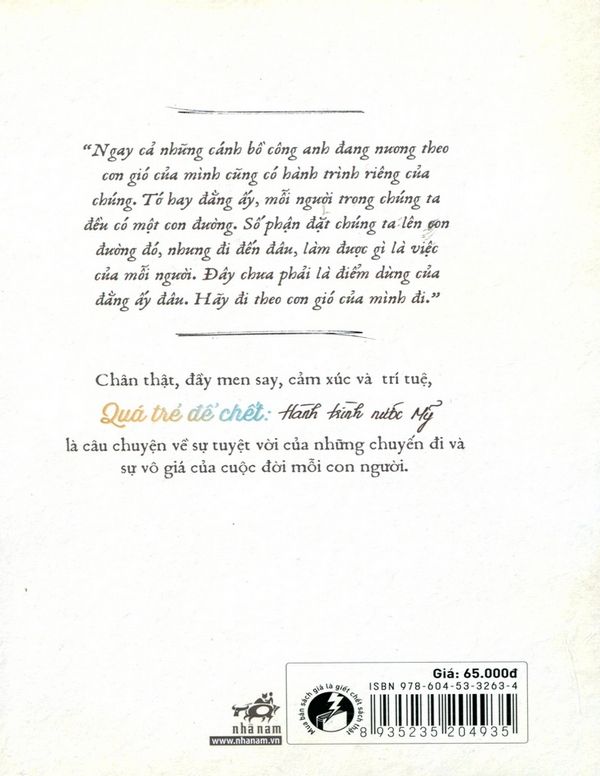 “Ngay cả những cánh bồ công anh đang nương theo
cơn gió của mình cũng có hành trình riêng của
chúng. Tớ hay đằng ấy, mỗi người trong chúng ta
đều có một con đường. Số phận đặt chúng ta lên con
đường đó, nhưng đi đến đâu, làm được gì là việc
của mỗi người. Đây chưa phải là điểm dừng của
đằng ấy đâu. Hãy đi theo cơn gió của mình đi.”
Chân thật, đầy men say, cảm xúc và trí tuệ,
Quá trẻ để chết: Hành trình nước Mỹ
là câu chuyện về sự tuyệt vời của những chuyến đi và
sự vô giá của cuộc đời mỗi con người.
nhã nam
www.nhanam.vn
Mua bản sách giả là giết chết sách thật
Giá: 65.000đ
ISBN 978-604-53-3263-4
8 935235 204935